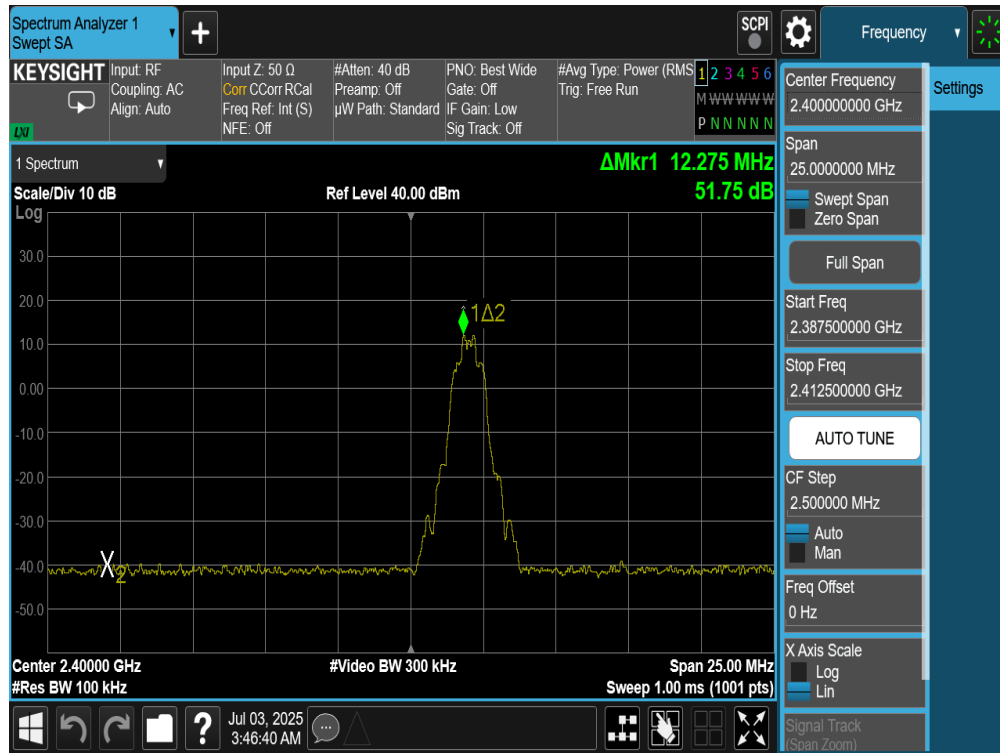 Spectrum Analyzer 1
Swept SA
+
SCPI
Frequency
KEYSIGHT
LXI
Input: RF
Coupling: AC
Align: Auto
Input Z: 50 Ω
Corr CCorr RCal
Freq Ref: Int (S)
NFE: Off
#Atten: 40 dB
Preamp: Off
µW Path: Standard
PNO: Best Wide
Gate: Off
IF Gain: Low
Sig Track: Off
#Avg Type: Power (RMS
Trig: Free Run
1 2 3 4 5 6
M W W W W W
P N N N N N
1 Spectrum
ΔMkr1 12.275 MHz
51.75 dB
Scale/Div 10 dB
Ref Level 40.00 dBm
Log
30.0
20.0
10.0
0.00
-10.0
-20.0
-30.0
-40.0
-50.0
1Δ2
X2
Center 2.40000 GHz
#Video BW 300 kHz
Span 25.00 MHz
#Res BW 100 kHz
Sweep 1.00 ms (1001 pts)
Center Frequency
2.400000000 GHz
Settings
Span
25.0000000 MHz
Swept Span
Zero Span
Full Span
Start Freq
2.387500000 GHz
Stop Freq
2.412500000 GHz
AUTO TUNE
CF Step
2.500000 MHz
Auto
Man
Freq Offset
0 Hz
X Axis Scale
Log
Lin
Signal Track
(Span Zoom)
?
Jul 03, 2025
3:46:40 AM